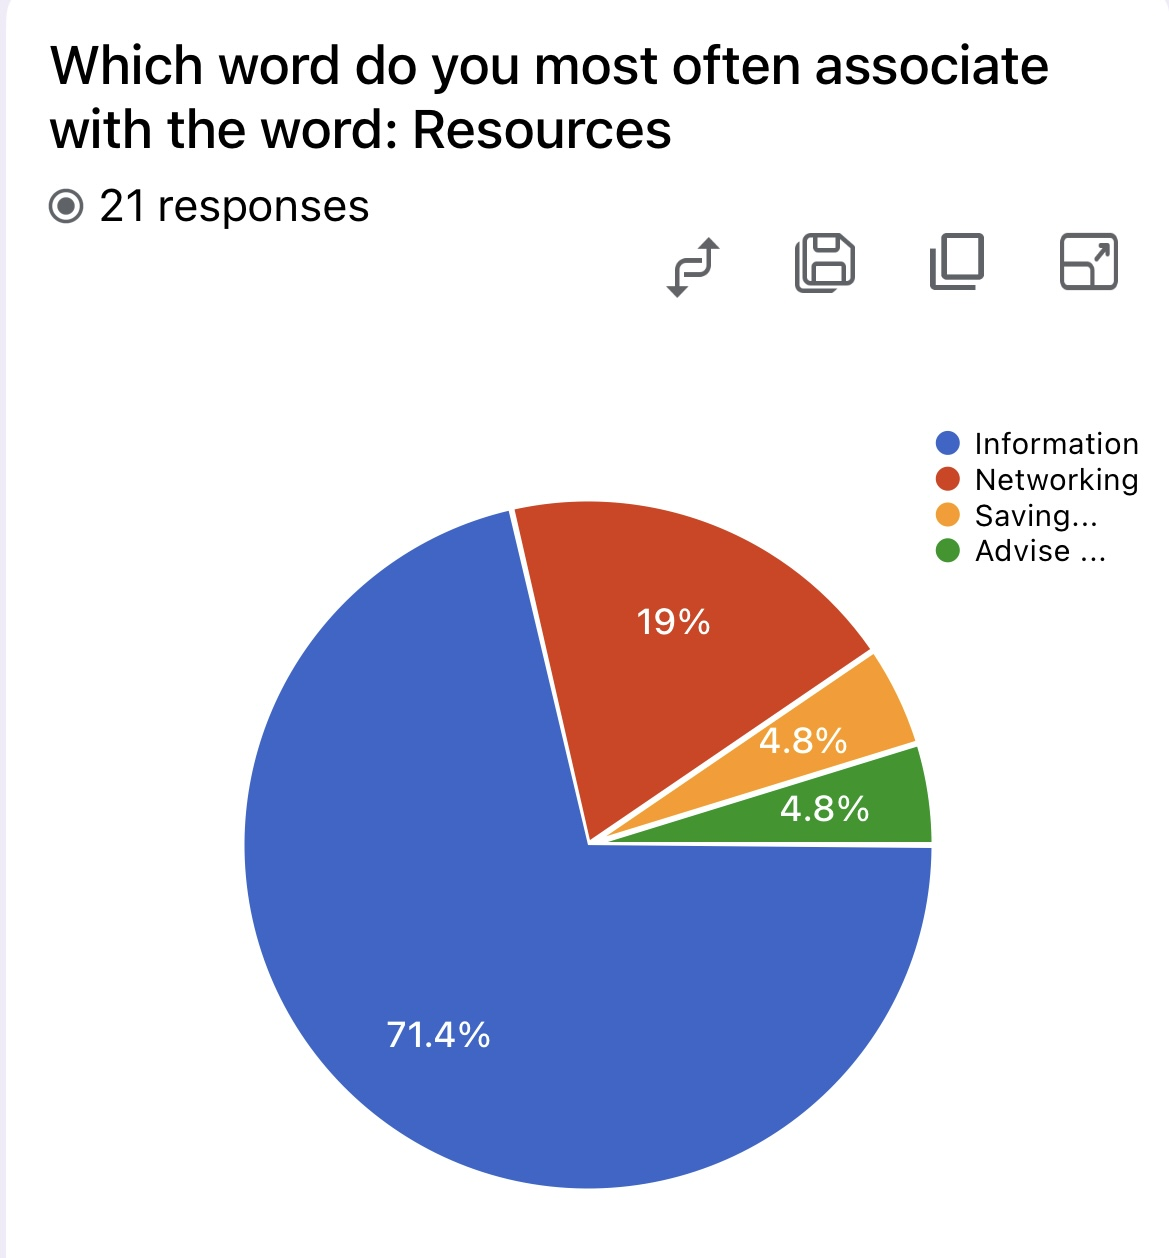 Which word do you most often associate
with the word: Resources
21 responses
Information
Networking
Saving...
Advise ...
19%
4.8%
4.8%
71.4%